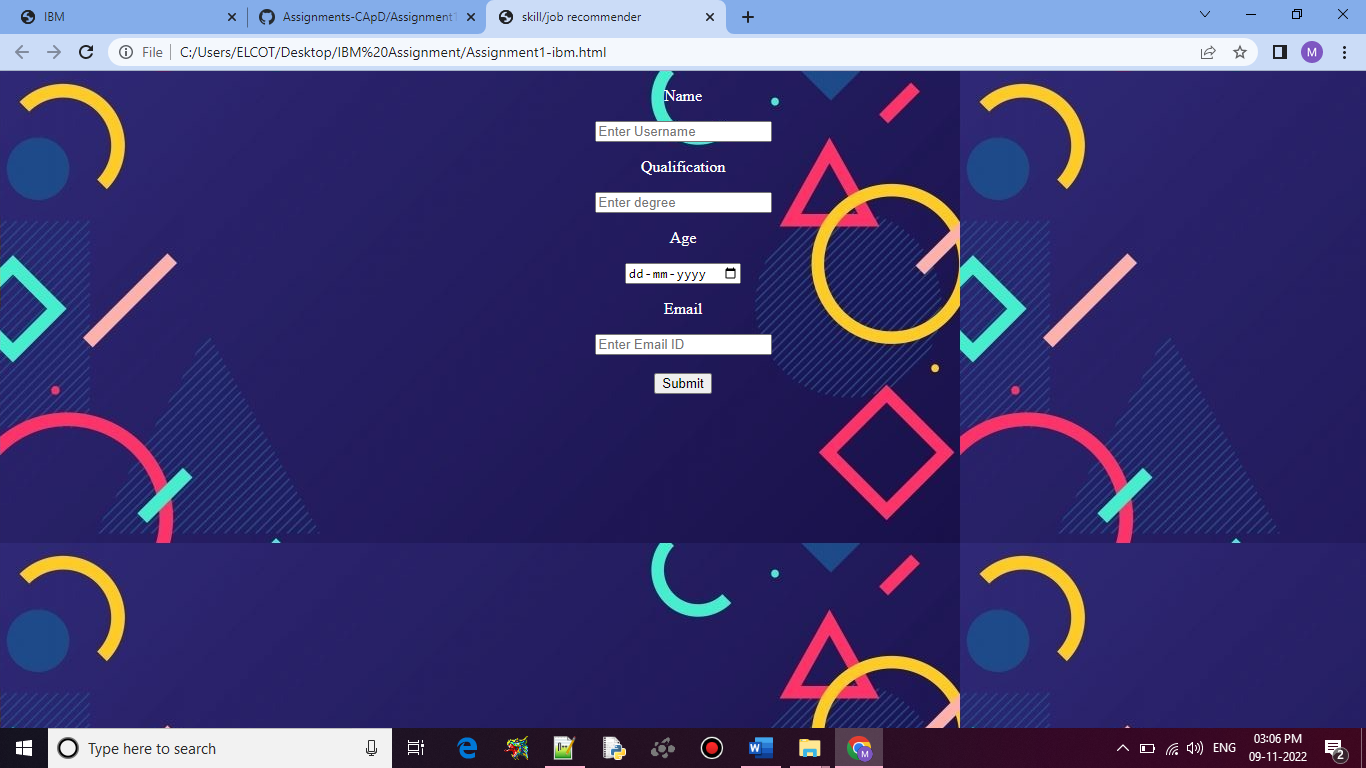 IBM
Assignments-CApD/Assignment1
skill/job recommender
File
C:/Users/ELCOT/Desktop/IBM%20Assignment/Assignment1-ibm.html
M
Name
Enter Username
Qualification
Enter degree
Age
dd-mm-yyyy
Email
Enter Email ID
Submit
Type here to search
ENG
03:06 PM
09-11-2022
2